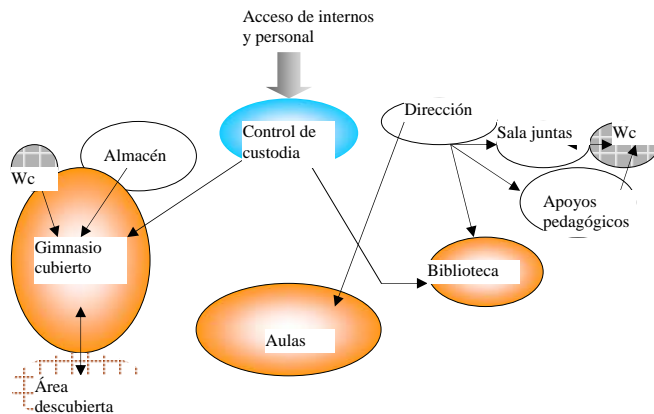 Acceso de internos
y personal
Dirección
Control de
custodia
Sala juntas
Wc
Almacén
Wc
Apoyos
pedagógicos
Gimnasio
cubierto
Biblioteca
Aulas
Área
descubierta